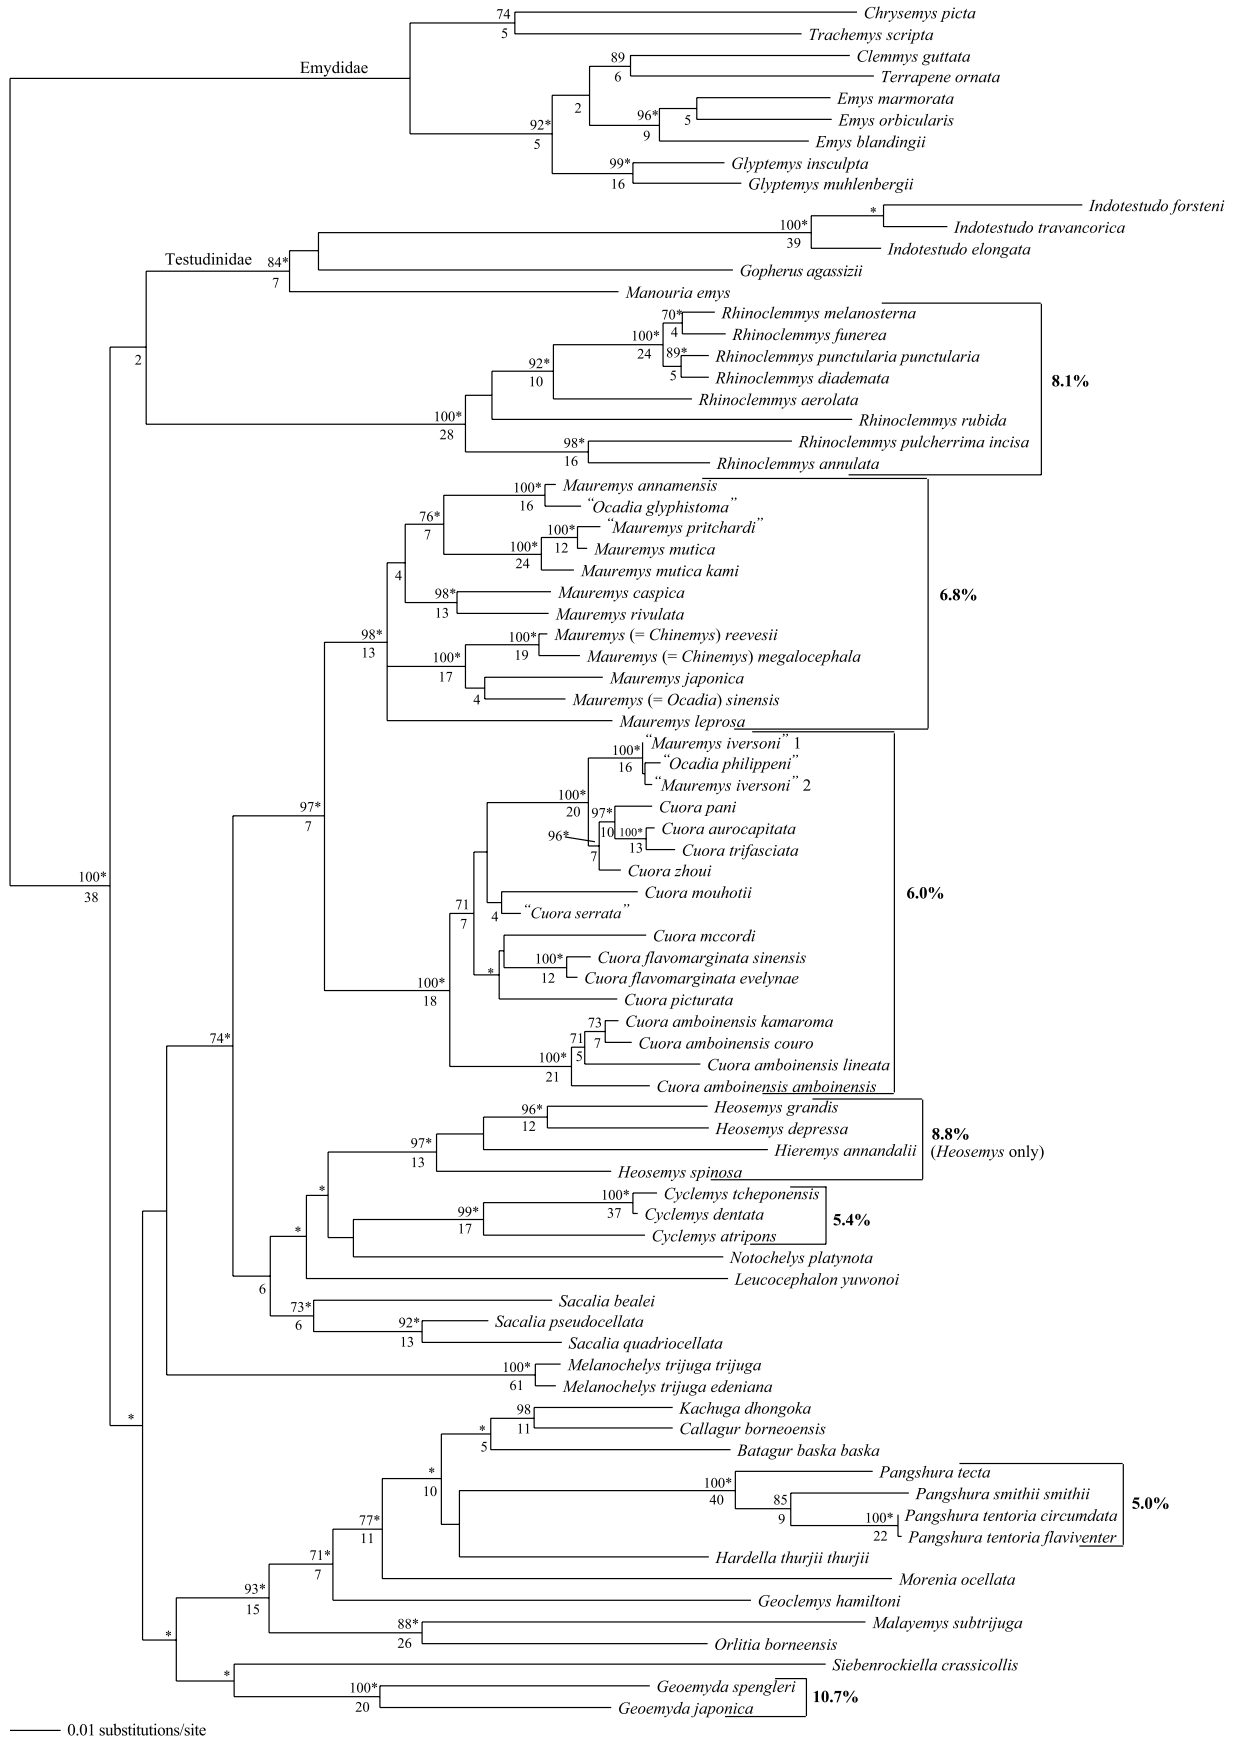 74
Chrysemys picta
5
Trachemys scripta
Emydidae
89
Clemmys guttata
6
Terrapene ornata
2
Emys marmorata
96*
5
Emys orbicularis
92*
9
Emys blandingii
5
99*
Glyptemys insculpta
16
Glyptemys muhlenbergii
*
Indotestudo forsteni
100*
Indotestudo travancorica
39
Indotestudo elongata
Testudinidae
84*
Gopherus agassizii
7
Manouria emys
2
70*
Rhinoclemmys melanosterna
100*
4
Rhinoclemmys funerea
24
89*
Rhinoclemmys punctularia punctularia
92*
5
Rhinoclemmys diademata
8.1%
10
Rhinoclemmys aerolata
100*
Rhinoclemmys rubida
28
98*
Rhinoclemmys pulcherrima incisa
16
Rhinoclemmys annulata
100*
Mauremys annamensis
16
“Ocadia glyphistoma”
76*
100*
“Mauremys pritchardi”
7
100*
12
Mauremys mutica
24
Mauremys mutica kami
4
98*
Mauremys caspica
6.8%
13
Mauremys rivulata
98*
100*
Mauremys (= Chinemys) reevesii
13
100*
19
Mauremys (= Chinemys) megalocephala
17
Mauremys japonica
4
Mauremys (= Ocadia) sinensis
Mauremys leprosa
100*
“Mauremys iversoni” 1
16
“Ocadia philippeni”
“Mauremys iversoni” 2
97*
7
100*
20
97*
Cuora pani
96*
10
100*
Cuora aurocapitata
7
13
Cuora trifasciata
Cuora zhoui
Cuora mouhotii
6.0%
71
7
4
“Cuora serrata”
Cuora mccordi
*
100*
Cuora flavomarginata sinensis
12
Cuora flavomarginata evelynae
100*
18
Cuora picturata
73
Cuora amboinensis kamaroma
71
7
Cuora amboinensis couro
100*
5
Cuora amboinensis lineata
21
Cuora amboinensis amboinensis
100*
38
74*
96*
Heosemys grandis
12
Heosemys depressa
8.8%
97*
Hieremys annandalii
(Heosemys only)
13
Heosemys spinosa
*
100*
Cyclemys tcheponensis
99*
37
Cyclemys dentata
5.4%
*
17
Cyclemys atripons
Notochelys platynota
6
Leucocephalon yuwonoi
73*
Sacalia bealei
6
92*
Sacalia pseudocellata
13
Sacalia quadriocellata
100*
Melanochelys trijuga trijuga
61
Melanochelys trijuga edeniana
*
98
Kachuga dhongoka
*
11
Callagur borneoensis
5
Batagur baska baska
*
10
100*
Pangshura tecta
40
85
Pangshura smithii smithii
5.0%
9
100*
Pangshura tentoria circumdata
22
Pangshura tentoria flaviventer
77*
11
Hardella thurjii thurjii
71*
7
Morenia ocellata
93*
15
Geoclemys hamiltoni
88*
Malayemys subtrijuga
*
26
Orlitia borneensis
*
Siebenrockiella crassicollis
100*
Geoemyda spengleri
10.7%
20
Geoemyda japonica
0.01 substitutions/site